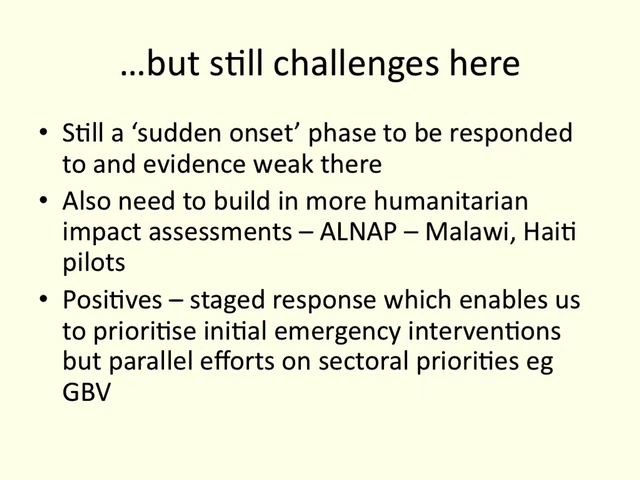 …but still challenges here
• Still a ‘sudden onset’ phase to be responded
to and evidence weak there
• Also need to build in more humanitarian
impact assessments – ALNAP – Malawi, Haiti
pilots
• Positives – staged response which enables us
to prioritise initial emergency interventions
but parallel efforts on sectoral priorities eg
GBV